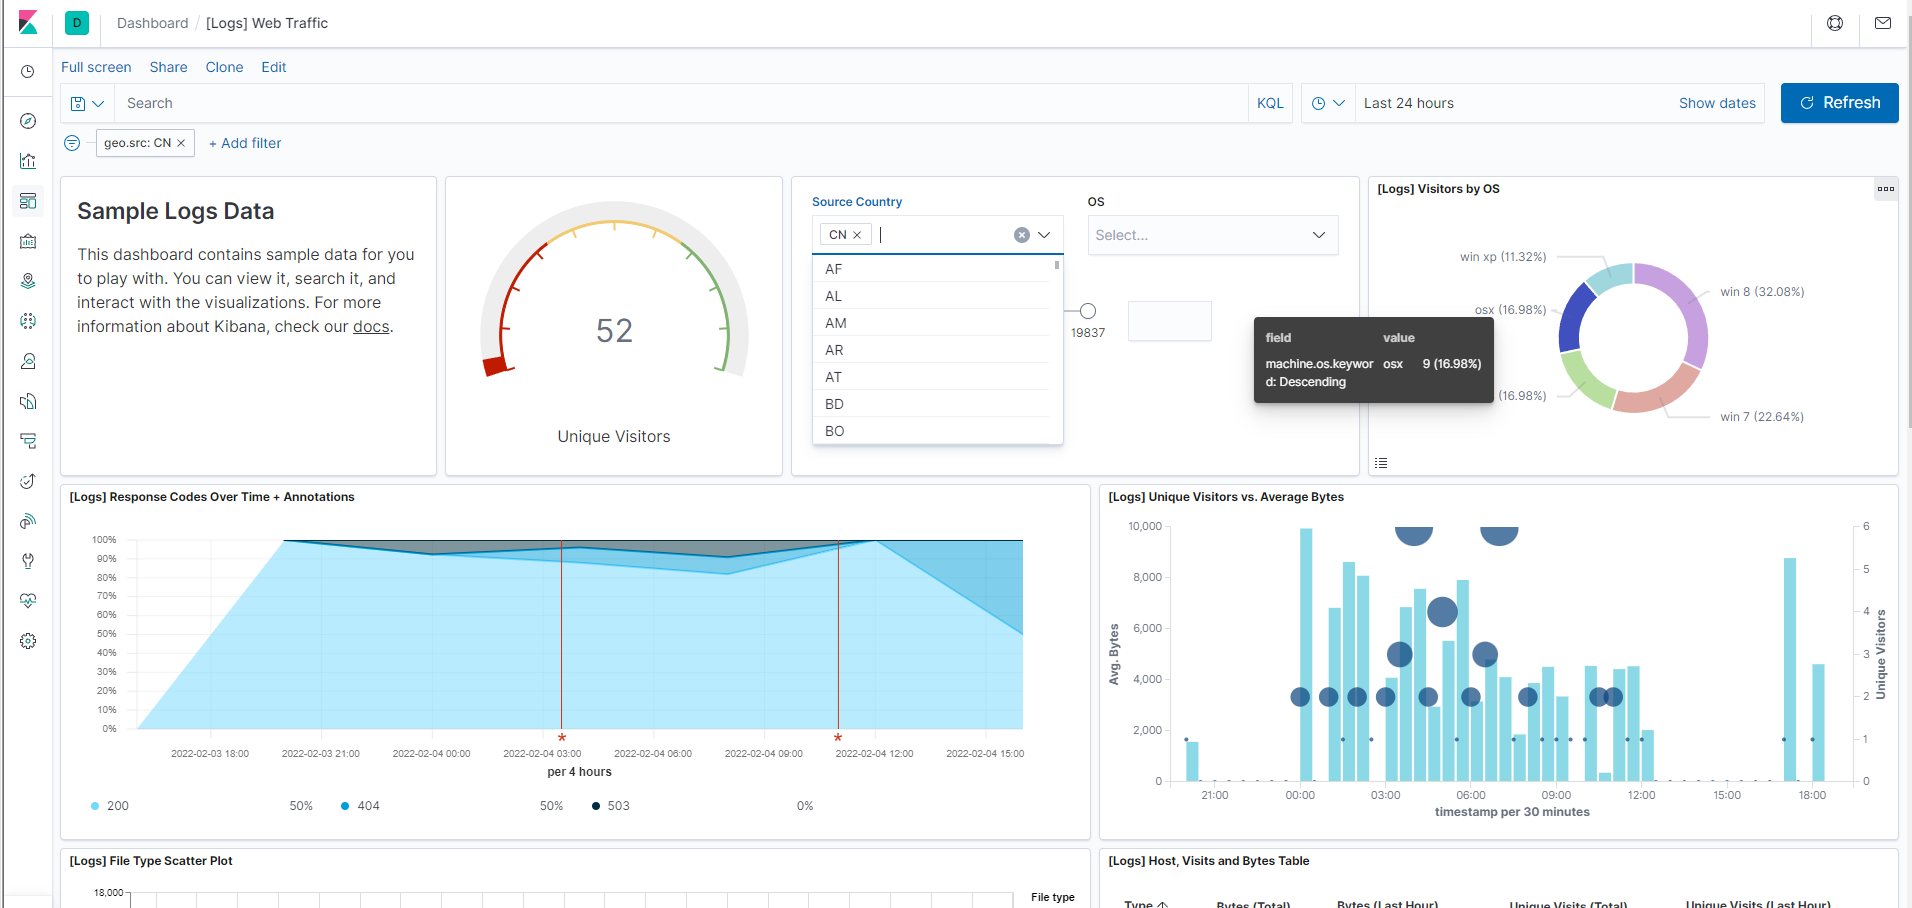 D
Dashboard / [Logs] Web Traffic
Full screen Share Clone Edit
Search
KQL
Last 24 hours
Show dates
Refresh
geo.src: CN ×
+ Add filter
Sample Logs Data
This dashboard contains sample data for you
to play with. You can view it, search it, and
interact with the visualizations. For more
information about Kibana, check our docs.
52
Unique Visitors
Source Country
CN ×
AF
AL
AM
AR
AT
BD
BO
OS
Select...
19837
[Logs] Visitors by OS
win xp (11.32%)
win 8 (32.08%)
osx (16.98%)
(16.98%)
win 7 (22.64%)
field value
machine.os.keywor osx 9 (16.98%)
d: Descending
[Logs] Response Codes Over Time + Annotations
100%
90%
80%
70%
60%
50%
40%
30%
20%
10%
0%
2022-02-03 18:00 2022-02-03 21:00 2022-02-04 00:00 2022-02-04 03:00 2022-02-04 06:00 2022-02-04 09:00 2022-02-04 12:00 2022-02-04 15:00
per 4 hours
200 50% 404 50% 503 0%
[Logs] Unique Visitors vs. Average Bytes
10,000
8,000
6,000
4,000
2,000
0
Avg. Bytes
6
5
4
3
2
1
0
Unique Visitors
21:00 00:00 03:00 06:00 09:00 12:00 15:00 18:00
timestamp per 30 minutes
[Logs] File Type Scatter Plot
18,000
File type
[Logs] Host, Visits and Bytes Table
Type Bytes (Total) Bytes (Last Hour) Unique Visits (Total) Unique Visits (Last Hour)